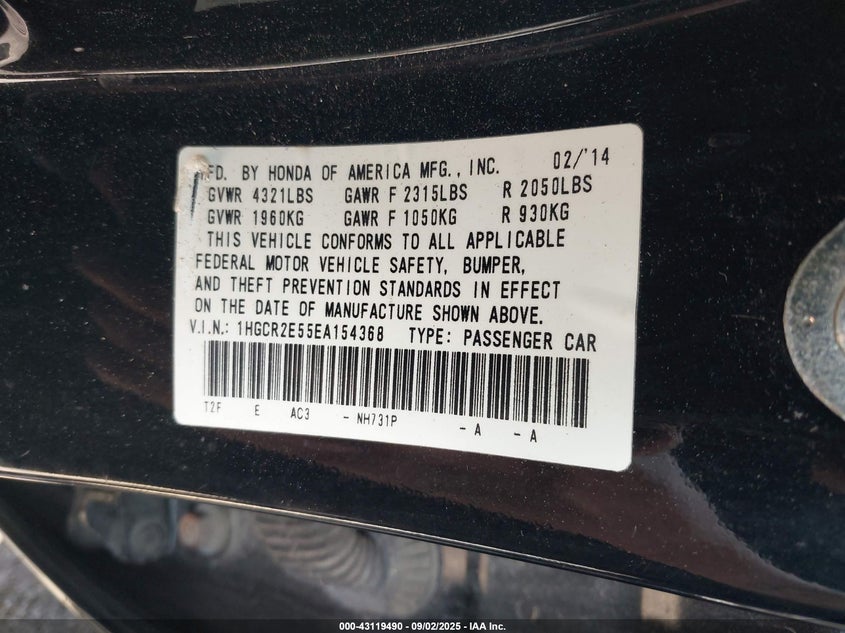 MFD. BY HONDA OF AMERICA MFG., INC. 02/'14
GVWR 4321LBS GAWR F 2315LBS R 2050LBS
GVWR 1960KG GAWR F 1050KG R 930KG
THIS VEHICLE CONFORMS TO ALL APPLICABLE
FEDERAL MOTOR VEHICLE SAFETY, BUMPER,
AND THEFT PREVENTION STANDARDS IN EFFECT
ON THE DATE OF MANUFACTURE SHOWN ABOVE.
V.I.N.: 1HGCR2E55EA154368 TYPE: PASSENGER CAR
T2F E AC3 - NH731P - A - A
000-43119490 - 09/02/2025 - IAA Inc.